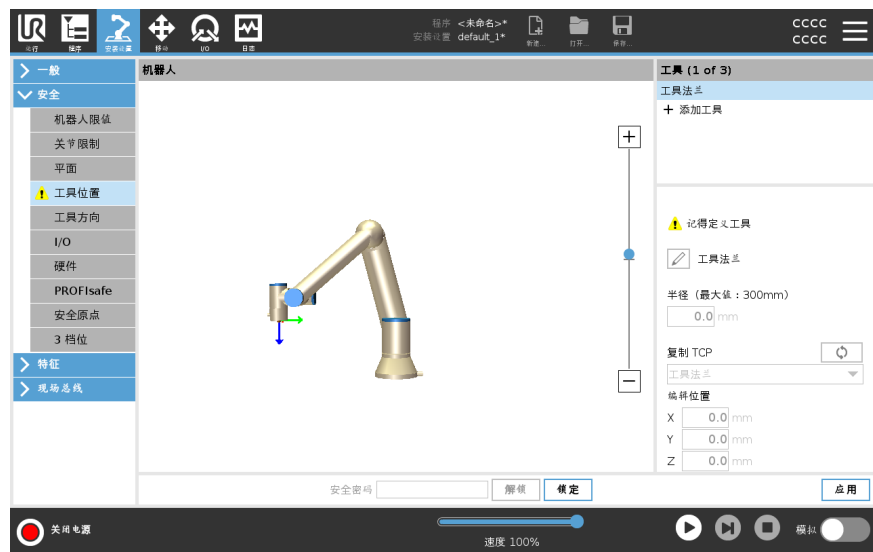 UR
运行
程序
安装设置
移动
I/O
日志
程序 <未命名>*
安装设置 default_1*
新建...
打开...
保存...
CCCC
CCCC
一般
安全
机器人限值
关节限制
平面
工具位置
工具方向
I/O
硬件
PROFIsafe
安全原点
3 档位
特征
现场总线
机器人
工具 (1 of 3)
工具法兰
+ 添加工具
记得定义工具
工具法兰
半径（最大值：300mm）
0.0 mm
复制 TCP
工具法兰
编辑位置
X 0.0 mm
Y 0.0 mm
Z 0.0 mm
安全密码
解锁
锁定
应用
关闭电源
速度 100%
模拟